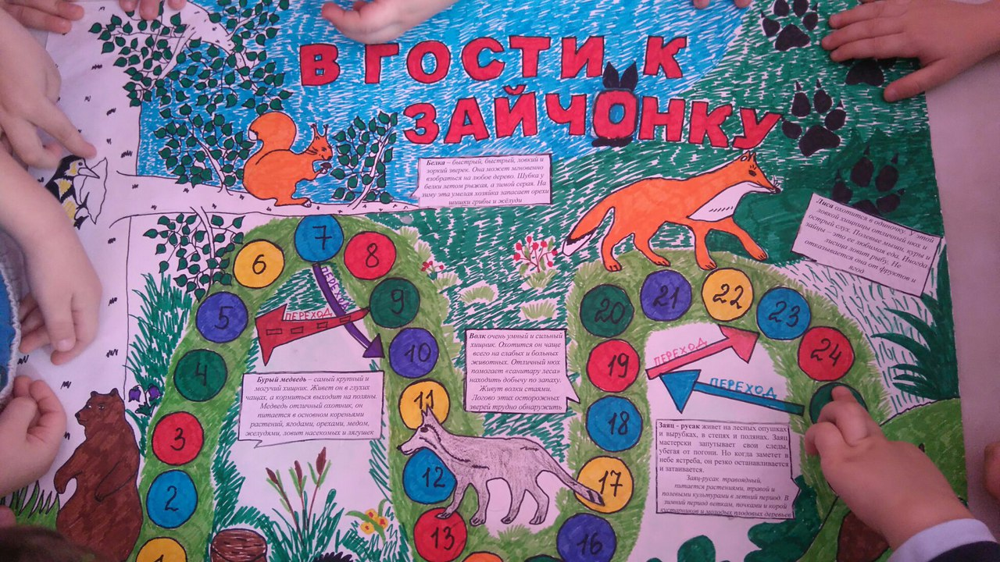 В ГОСТИ К
ЗАЙЧОНКУ
Белка – быстрый, быстрый, ловкий и
зоркий зверек. Она может мгновенно
взобраться на любое дерево. Шубка у
белки летом рыжая, а зимой серая. На
зиму эта умелая хозяйка запасает орехи
шишки грибы и жёлуди
Лиса охотится в одиночку. У этой
ловкой хищницы отличный нюх и
острый слух. Полевые мыши, куры и
зайцы – это ее любимая еда. Иногда
лисица ловит рыбу. Не
отказывается она от фруктов и
ягод
7
6
8
5
9
ПЕРЕХОД
ПЕРЕХОД
4
10
3
11
2
12
1
13
Бурый медведь – самый крупный и
могучий хищник. Живет он в глухих
чащах, а кормиться выходит на поляны.
Медведь отличный охотник, он
питается в основном кореньями
растений, ягодами, орехами, медом,
желудями, ловит насекомых и лягушек
Волк очень умный и сильный
хищник. Охотится он чаще
всего на слабых и больных
животных. Отличный нюх
помогает «санитару леса»
находить добычу по запаху.
Живут волки стаями.
Логово этих осторожных
зверей трудно обнаружить
20
21
22
23
19
24
ПЕРЕХОД
ПЕРЕХОД
18
17
16
Заяц - русак живет на лесных опушках
и вырубках, в степях и полянах. Заяц
мастерски запутывает свои следы,
убегая от погони. Но когда заметет в
небе ястреба, он резко останавливается
и затаивается.
Заяц-русак травоядный,
питается растениями, травой и
полевыми культурами в летний период. В
зимний период ветками, почками и корой
кустарников и молодых плодовых деревьев